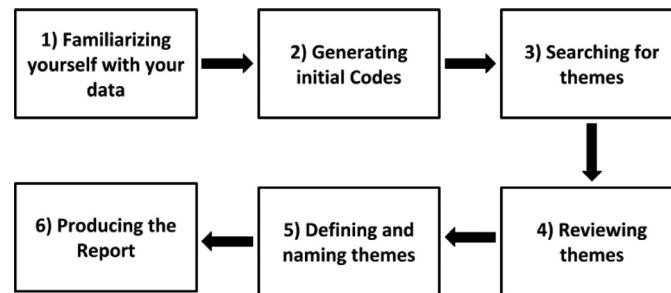 1) Familiarizing
yourself with your
data
2) Generating
initial Codes
3) Searching for
themes
4) Reviewing
themes
5) Defining and
naming themes
6) Producing the
Report